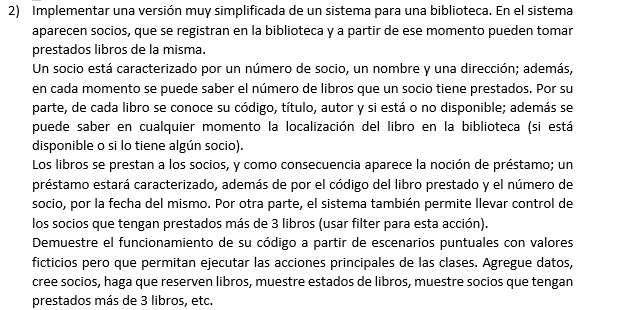 2) Implementar una versión muy simplificada de un sistema para una biblioteca. En el sistema
aparecen socios, que se registran en la biblioteca y a partir de ese momento pueden tomar
prestados libros de la misma.
Un socio está caracterizado por un número de socio, un nombre y una dirección; además,
en cada momento se puede saber el número de libros que un socio tiene prestados. Por su
parte, de cada libro se conoce su código, título, autor y si está o no disponible; además se
puede saber en cualquier momento la localización del libro en la biblioteca (si está
disponible o si lo tiene algún socio).
Los libros se prestan a los socios, y como consecuencia aparece la noción de préstamo; un
préstamo estará caracterizado, además de por el código del libro prestado y el número de
socio, por la fecha del mismo. Por otra parte, el sistema también permite llevar control de
los socios que tengan prestados más de 3 libros (usar filter para esta acción).
Demuestre el funcionamiento de su código a partir de escenarios puntuales con valores
ficticios pero que permitan ejecutar las acciones principales de las clases. Agregue datos,
cree socios, haga que reserven libros, muestre estados de libros, muestre socios que tengan
prestados más de 3 libros, etc.